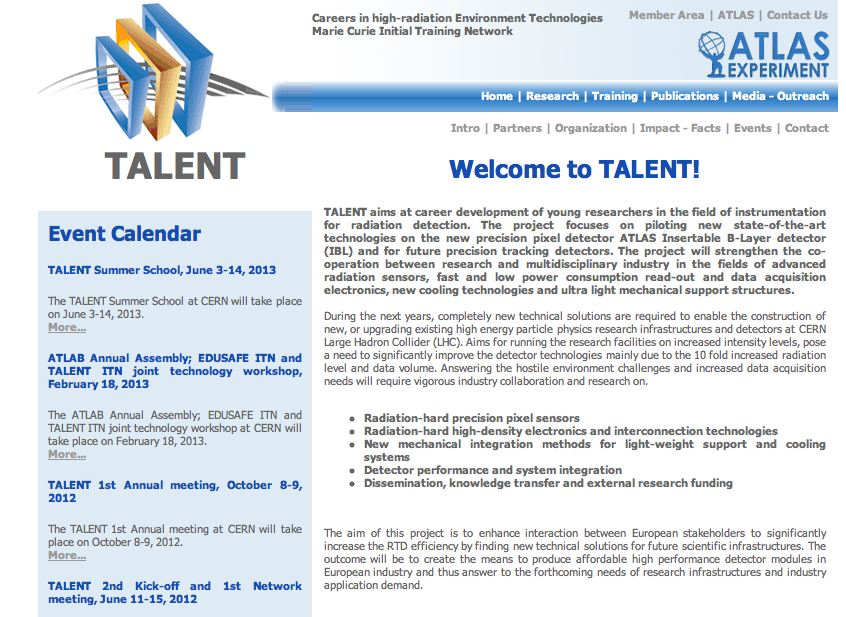 Careers in high-radiation Environment Technologies
Marie Curie Initial Training Network
Member Area | ATLAS | Contact Us
ATLAS
EXPERIMENT
Home | Research | Training | Publications | Media - Outreach
Intro | Partners | Organization | Impact - Facts | Events | Contact
TALENT
Welcome to TALENT!
Event Calendar
TALENT Summer School, June 3-14, 2013
The TALENT Summer School at CERN will take place
on June 3-14, 2013.
More...
ATLAB Annual Assembly; EDUSAFE ITN and
TALENT ITN joint technology workshop,
February 18, 2013
The ATLAB Annual Assembly; EDUSAFE ITN and
TALENT ITN joint technology workshop at CERN will
take place on February 18, 2013.
More...
TALENT 1st Annual meeting, October 8-9,
2012
The TALENT 1st Annual meeting at CERN will take
place on October 8-9, 2012.
More...
TALENT 2nd Kick-off and 1st Network
meeting, June 11-15, 2012
TALENT aims at career development of young researchers in the field of instrumentation
for radiation detection. The project focuses on piloting new state-of-the-art
technologies on the new precision pixel detector ATLAS Insertable B-Layer detector
(IBL) and for future precision tracking detectors. The project will strengthen the co-
operation between research and multidisciplinary industry in the fields of advanced
radiation sensors, fast and low power consumption read-out and data acquisition
electronics, new cooling technologies and ultra light mechanical support structures.
During the next years, completely new technical solutions are required to enable the construction of
new, or upgrading existing high energy particle physics research infrastructures and detectors at CERN
Large Hadron Collider (LHC). Aims for running the research facilities on increased intensity levels, pose
a need to significantly improve the detector technologies mainly due to the 10 fold increased radiation
level and data volume. Answering the hostile environment challenges and increased data acquisition
needs will require vigorous industry collaboration and research on.
• Radiation-hard precision pixel sensors
• Radiation-hard high-density electronics and interconnection technologies
• New mechanical integration methods for light-weight support and cooling
systems
• Detector performance and system integration
• Dissemination, knowledge transfer and external research funding
The aim of this project is to enhance interaction between European stakeholders to significantly
increase the RTD efficiency by finding new technical solutions for future scientific infrastructures. The
outcome will be to create the means to produce affordable high performance detector modules in
European industry and thus answer to the forthcoming needs of research infrastructures and industry
application demand.